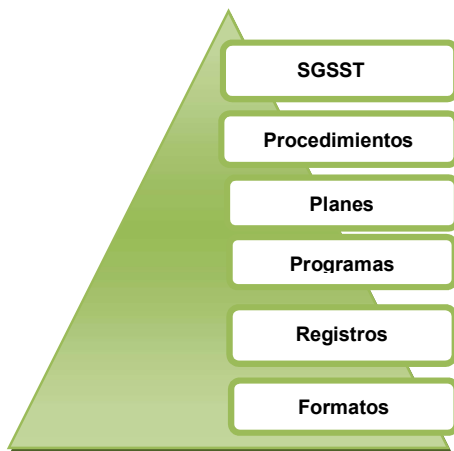 SGSST
Procedimientos
Planes
Programas
Registros
Formatos